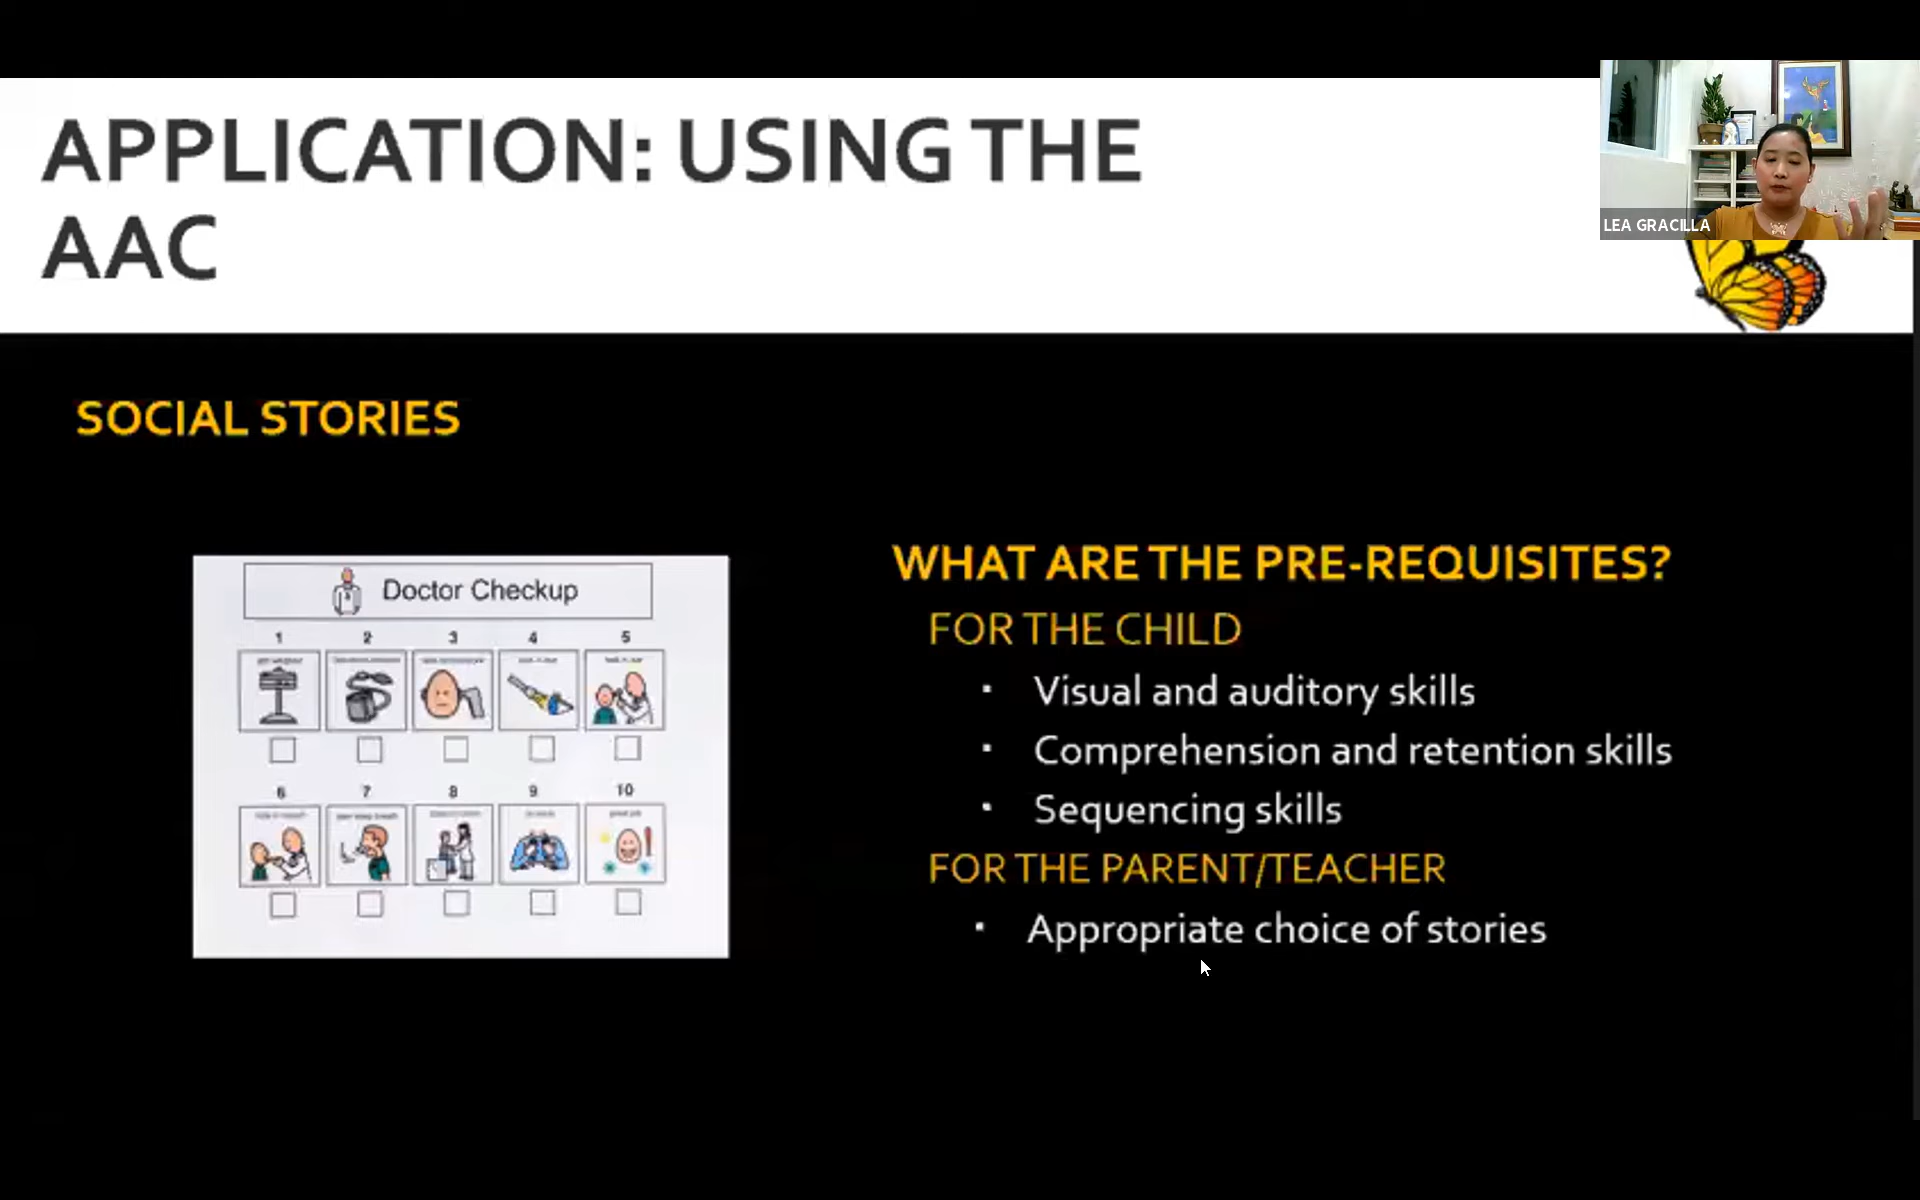 APPLICATION: USING THE
AAC
LEA GRACILLA
SOCIAL STORIES
Doctor Checkup
1 2 3 4 5
6 7 8 9 10
WHAT ARE THE PRE-REQUISITES?
FOR THE CHILD
▪ Visual and auditory skills
▪ Comprehension and retention skills
▪ Sequencing skills
FOR THE PARENT/TEACHER
▪ Appropriate choice of stories